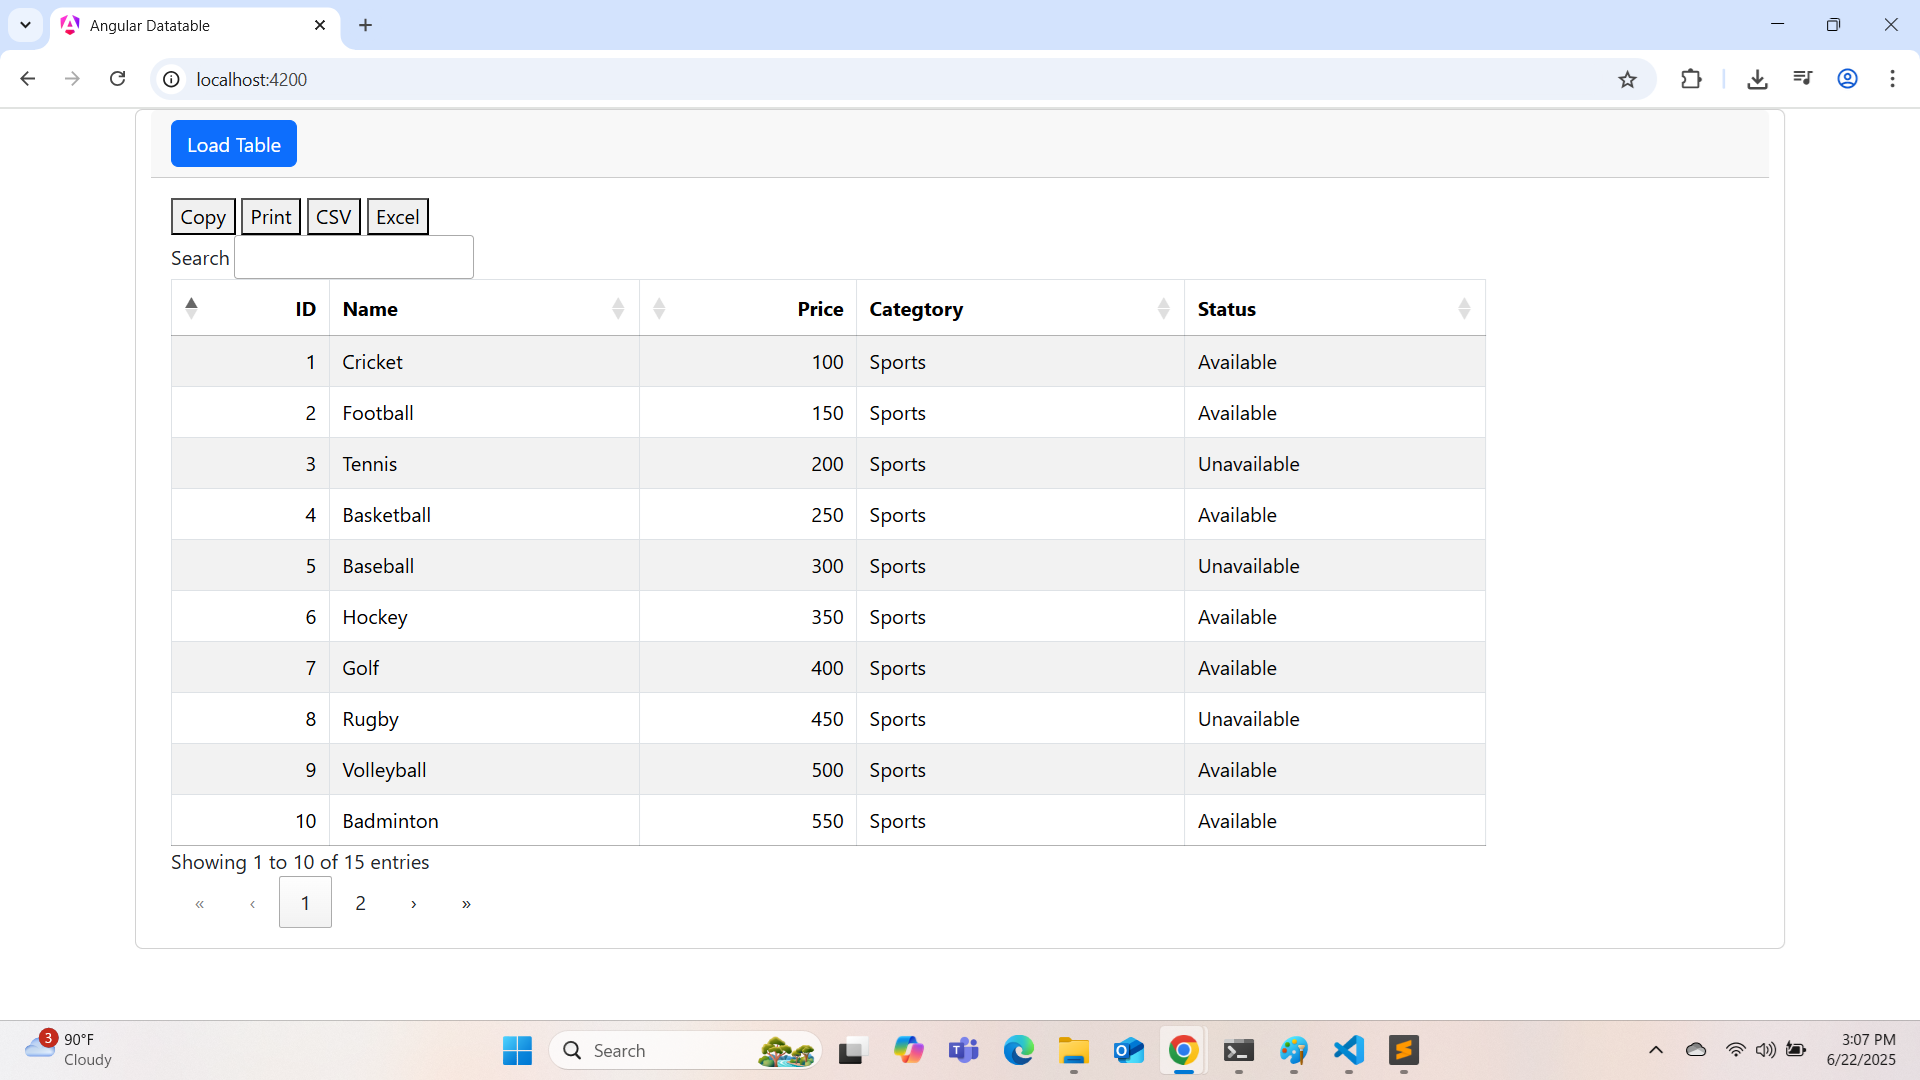 Angular Datatable
localhost:4200
Load Table
Copy Print CSV Excel
Search
ID Name Price Categtory Status
1 Cricket 100 Sports Available
2 Football 150 Sports Available
3 Tennis 200 Sports Unavailable
4 Basketball 250 Sports Available
5 Baseball 300 Sports Unavailable
6 Hockey 350 Sports Available
7 Golf 400 Sports Available
8 Rugby 450 Sports Unavailable
9 Volleyball 500 Sports Available
10 Badminton 550 Sports Available
Showing 1 to 10 of 15 entries
« ‹ 1 2 › »
3 90°F
Cloudy
Search
3:07 PM
6/22/2025